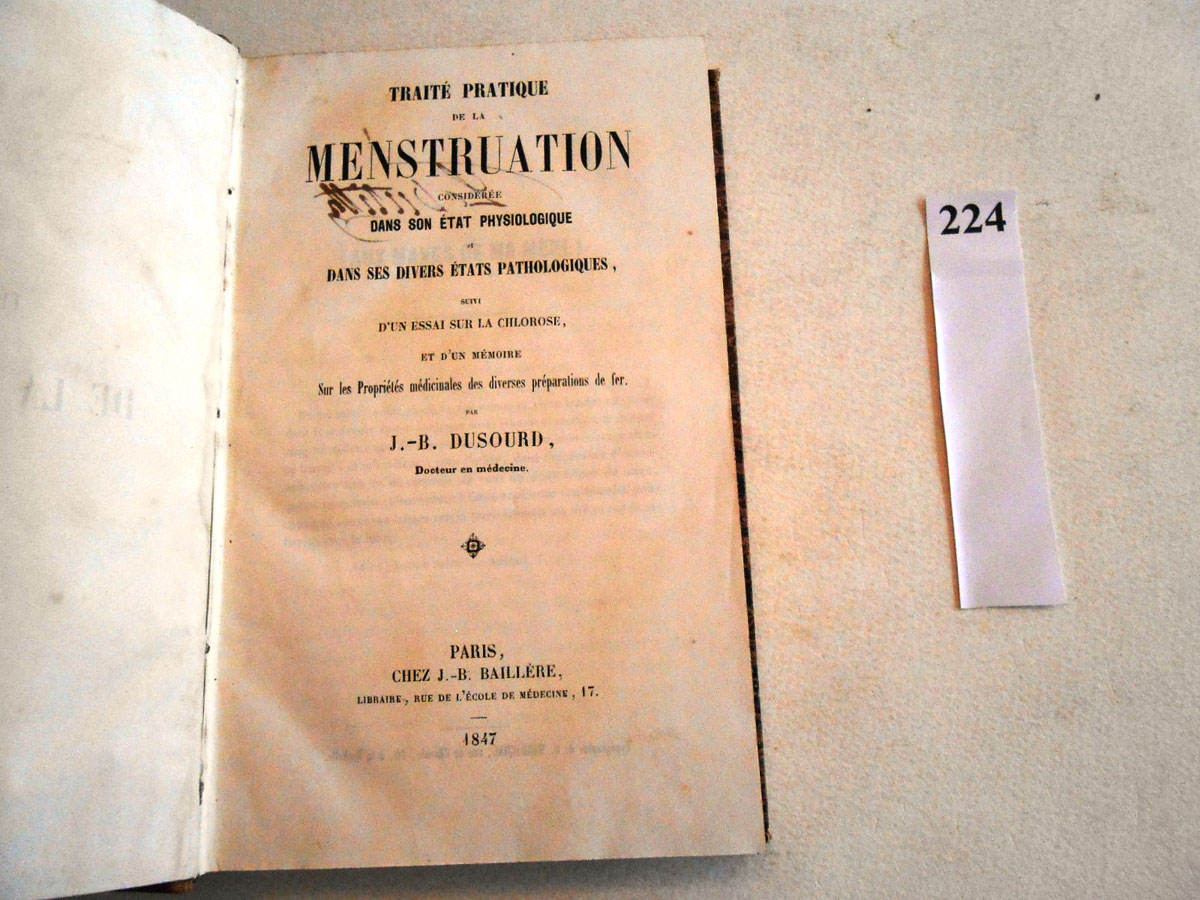 TRAITÉ PRATIQUE
DE LA
MENSTRUATION
CONSIDÉRÉE
DANS SON ÉTAT PHYSIOLOGIQUE
et
DANS SES DIVERS ÉTATS PATHOLOGIQUES,
SUIVI
D'UN ESSAI SUR LA CHLOROSE,
ET D'UN MÉMOIRE
Sur les Propriétés médicinales des diverses préparations de fer.
PAR
J.-B. DUSOURD,
Docteur en médecine.
PARIS,
CHEZ J.-B. BAILLÈRE,
LIBRAIRE, RUE DE L'ÉCOLE DE MÉDECINE, 17.
1847
224
DE LA